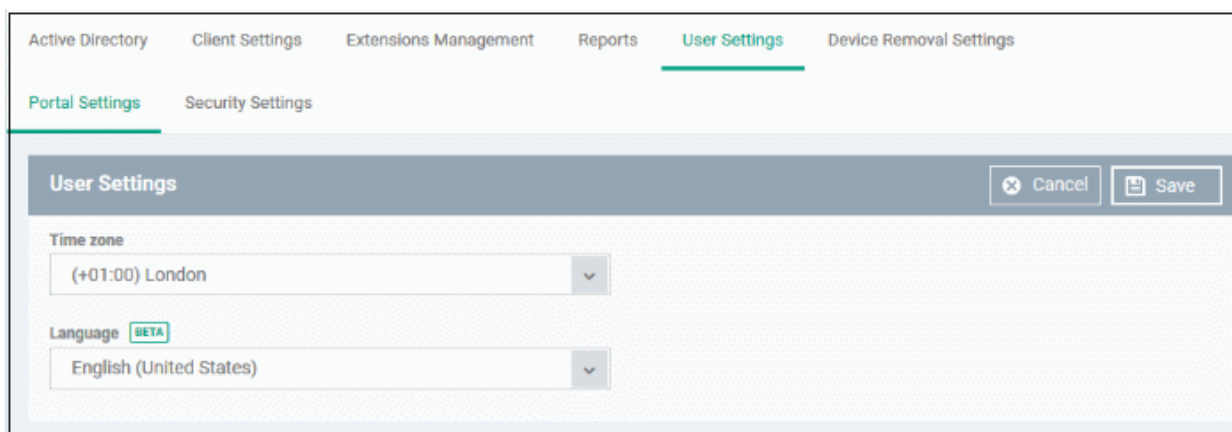 Active Directory Client Settings Extensions Management Reports User Settings Device Removal Settings
Portal Settings Security Settings
User Settings Cancel Save
Time zone
(+01:00) London
Language BETA
English (United States)